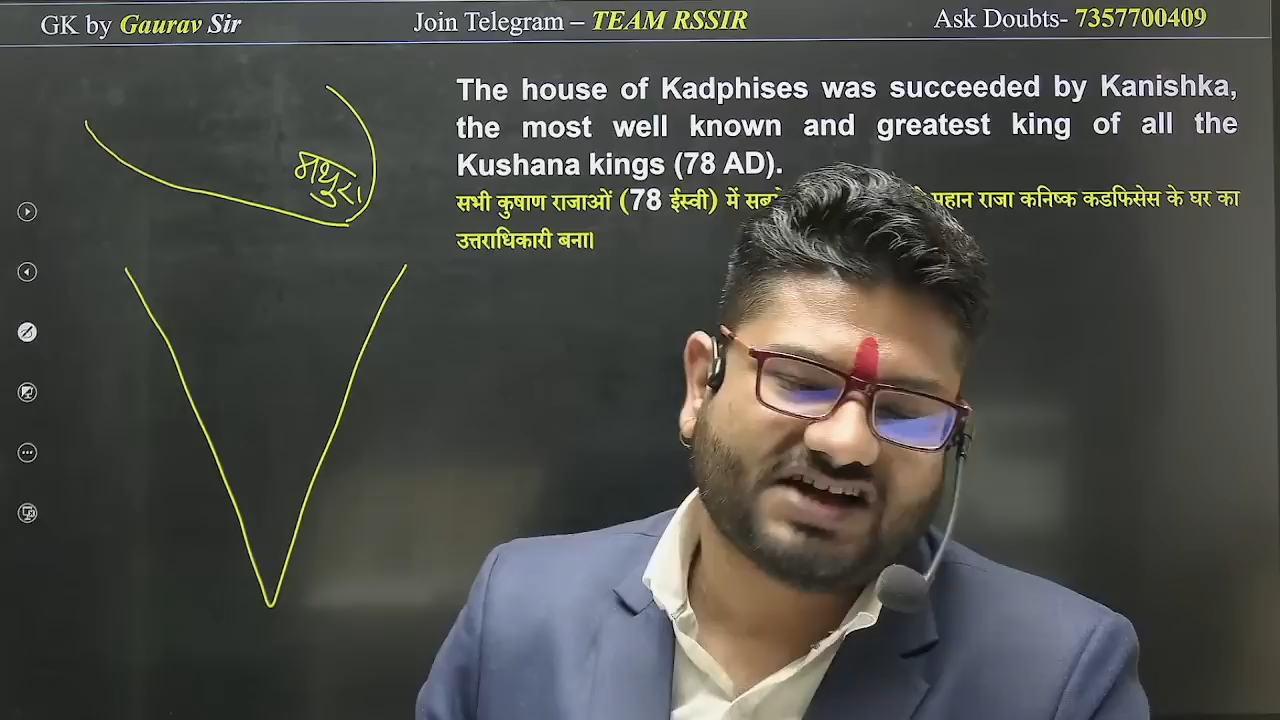 GK by Gaurav Sir
Join Telegram – TEAM RSSIR
Ask Doubts- 7357700409
The house of Kadphises was succeeded by Kanishka,
the most well known and greatest king of all the
Kushana kings (78 AD).
सभी कुषाण राजाओं (78 ईस्वी) में महान राजा कनिष्क कडफिसेस के घर का
उत्तराधिकारी बना।
मथुरा